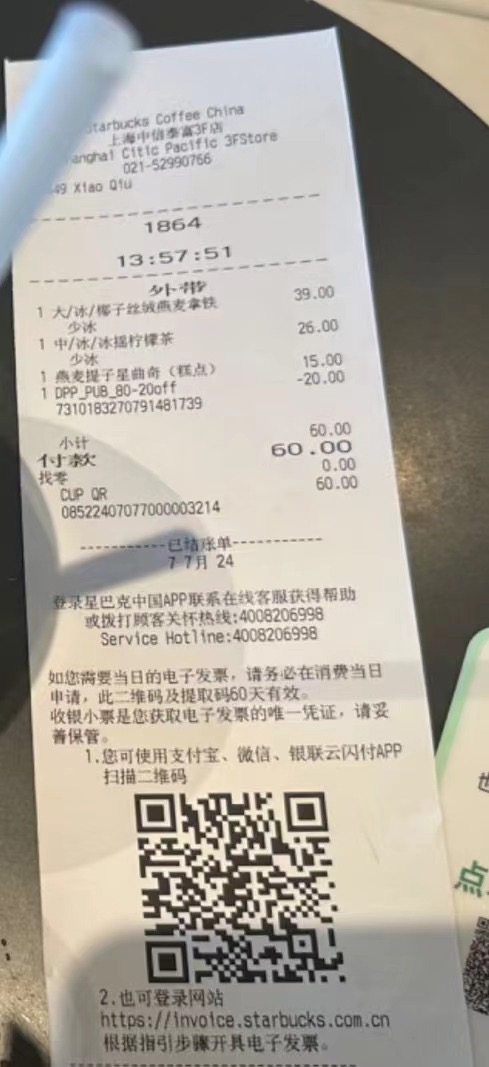 Starbucks Coffee China
上海中信泰富3F店
Shanghai Citic Pacific 3FStore
021-52990766
49 Xiao Qiu
1864
13:57:51
外带
1 大/冰/椰子丝绒燕麦拿铁 39.00
少冰
1 中/冰/冰摇柠檬茶 26.00
少冰
1 燕麦提子星曲奇（糕点） 15.00
1 DPP_PUB_80-20off -20.00
7310183270791481739
小计 60.00
付款 60.00
找零 0.00
CUP QR 60.00
08522407077000003214
-----------已结账单-----------
7 7月 24
登录星巴克中国APP联系在线客服获得帮助
或拨打顾客关怀热线:4008206998
Service Hotline:4008206998
如您需要当日的电子发票，请务必在消费当日
申请，此二维码及提取码60天有效。
收银小票是您获取电子发票的唯一凭证，请妥
善保管。
1.您可使用支付宝、微信、银联云闪付APP
扫描二维码
2.也可登录网站
https://invoice.starbucks.com.cn
根据指引步骤开具电子发票。
点